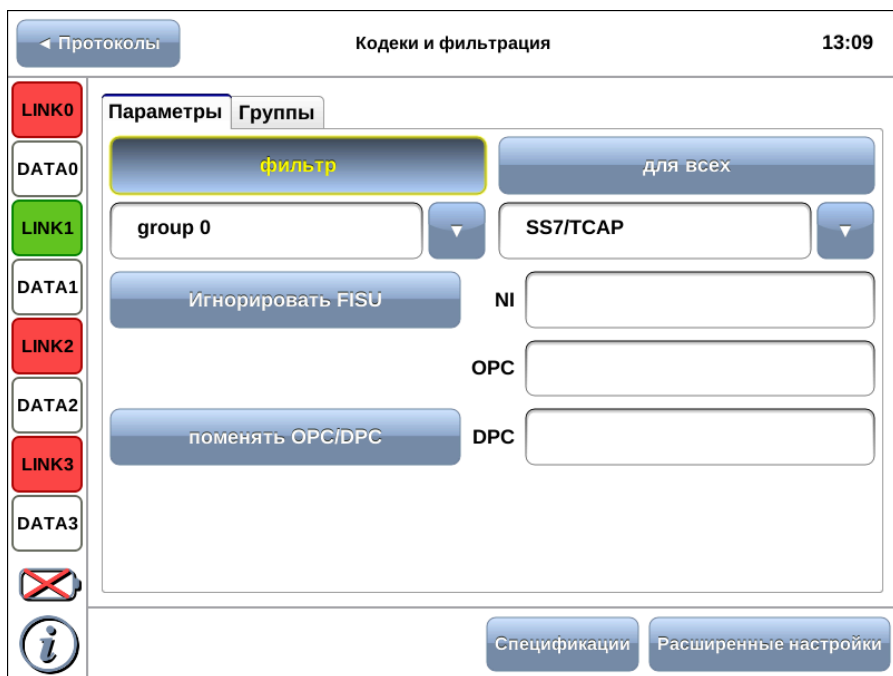 ◄ Протоколы
Кодеки и фильтрация
13:09
LINK0
DATA0
LINK1
DATA1
LINK2
DATA2
LINK3
DATA3
i
Параметры
Группы
фильтр
для всех
group 0
SS7/TCAP
Игнорировать FISU
NI
OPC
поменять OPC/DPC
DPC
Спецификации
Расширенные настройки